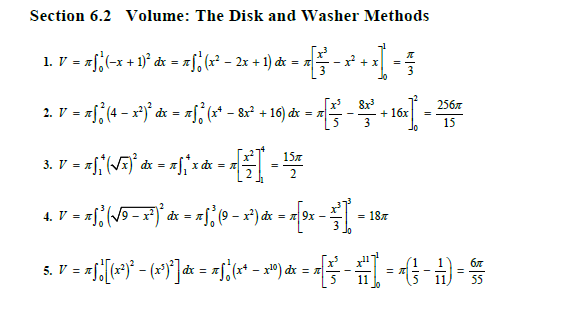 Section 6.2 Volume: The Disk and Washer Methods
1. V = π∫₀¹(−x + 1)² dx = π∫₀¹(x² − 2x + 1) dx = π[x³/3 − x² + x]₀¹ = π/3
2. V = π∫₀²(4 − x²)² dx = π∫₀²(x⁴ − 8x² + 16) dx = π[x⁵/5 − 8x³/3 + 16x]₀² = 256π/15
3. V = π∫₁⁴(√x)² dx = π∫₁⁴ x dx = π[x²/2]₁⁴ = 15π/2
4. V = π∫₀³(√(9 − x²))² dx = π∫₀³(9 − x²) dx = π[9x − x³/3]₀³ = 18π
5. V = π∫₀¹[(x²)² − (x⁵)²] dx = π∫₀¹(x⁴ − x¹⁰) dx = π[x⁵/5 − x¹¹/11]₀¹ = π(1/5 − 1/11) = 6π/55